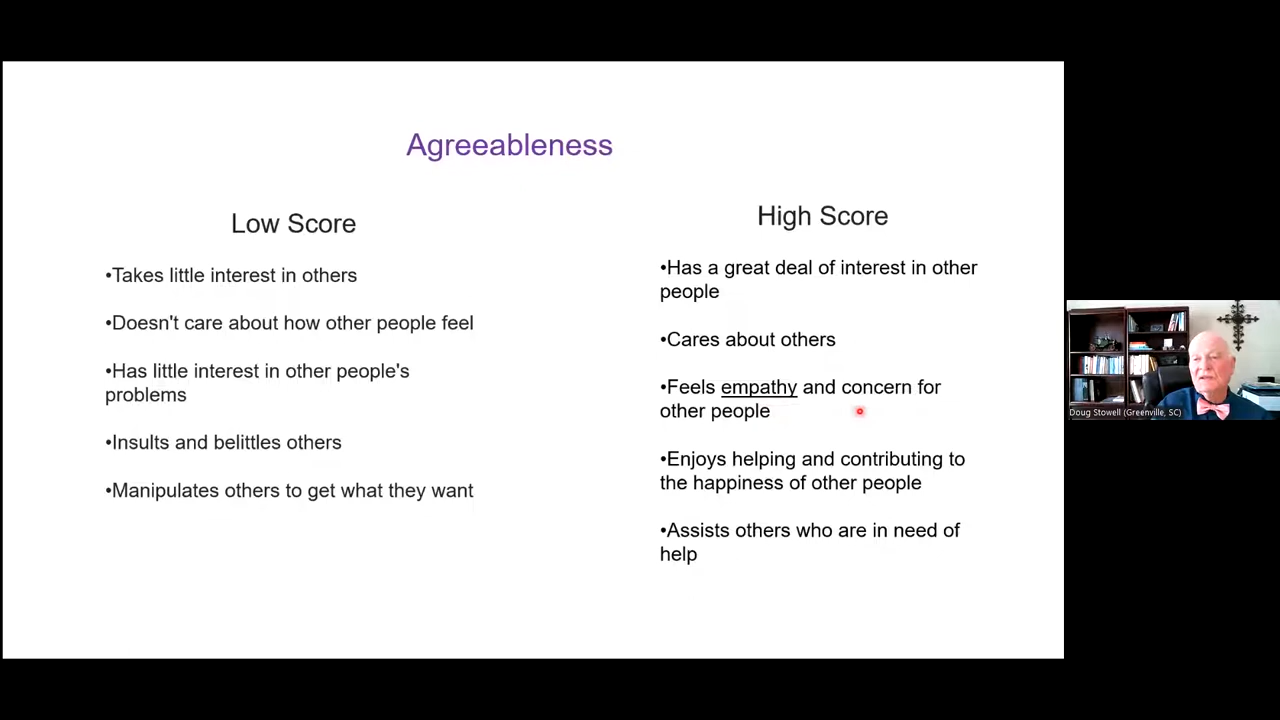 Agreeableness
Low Score
•Takes little interest in others
•Doesn't care about how other people feel
•Has little interest in other people's
problems
•Insults and belittles others
•Manipulates others to get what they want
High Score
•Has a great deal of interest in other
people
•Cares about others
•Feels empathy and concern for
other people
•Enjoys helping and contributing to
the happiness of other people
•Assists others who are in need of
help
Doug Stowell (Greenville, SC)